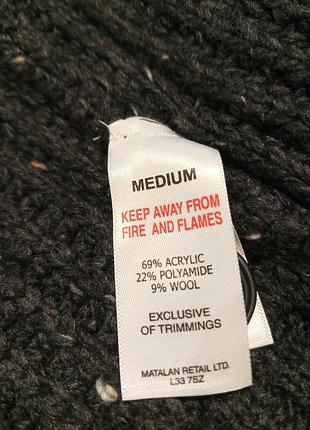 MEDIUM
KEEP AWAY FROM
FIRE AND FLAMES
69% ACRYLIC
22% POLYAMIDE
9% WOOL
EXCLUSIVE
OF TRIMMINGS
MATALAN RETAIL LTD.
L33 7SZ